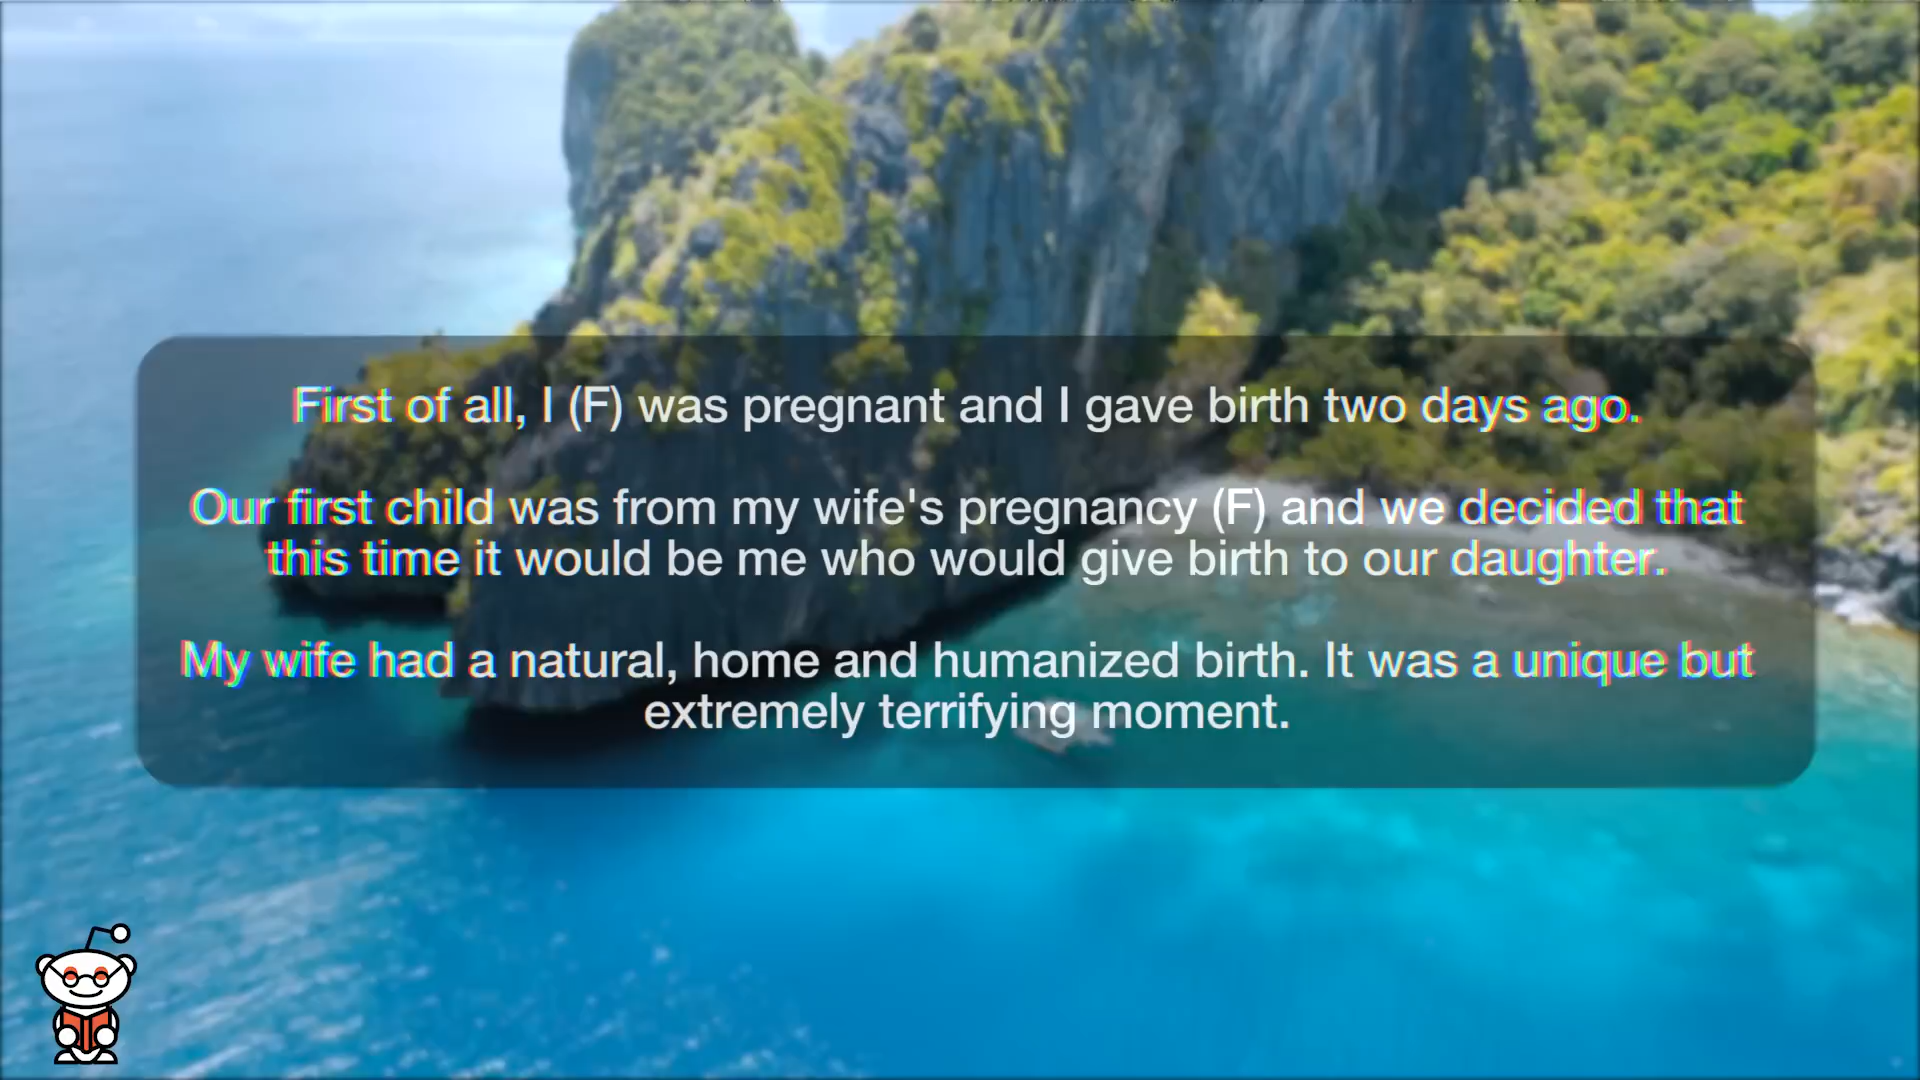 First of all, I (F) was pregnant and I gave birth two days ago.
Our first child was from my wife's pregnancy (F) and we decided that
this time it would be me who would give birth to our daughter.
My wife had a natural, home and humanized birth. It was a unique but
extremely terrifying moment.